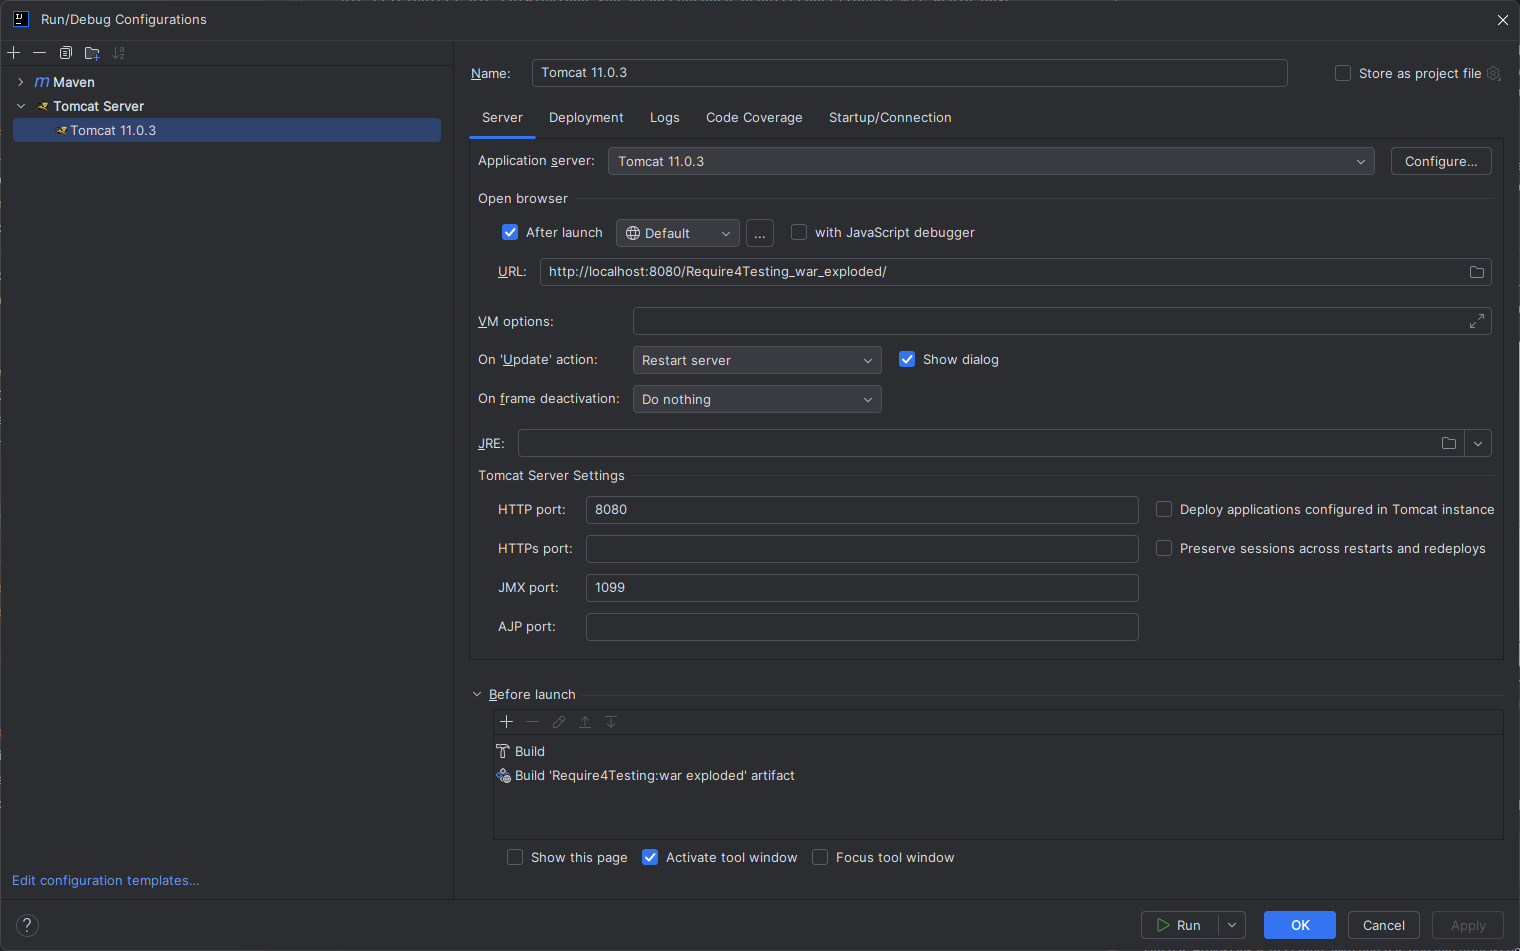 Run/Debug Configurations
Maven
Tomcat Server
Tomcat 11.0.3
Edit configuration templates...
Name: Tomcat 11.0.3 Store as project file
Server Deployment Logs Code Coverage Startup/Connection
Application server: Tomcat 11.0.3 Configure...
Open browser
After launch Default ... with JavaScript debugger
URL: http://localhost:8080/Require4Testing_war_exploded/
VM options:
On 'Update' action: Restart server Show dialog
On frame deactivation: Do nothing
JRE:
Tomcat Server Settings
HTTP port: 8080 Deploy applications configured in Tomcat instance
HTTPs port: Preserve sessions across restarts and redeploys
JMX port: 1099
AJP port:
Before launch
Build
Build 'Require4Testing:war exploded' artifact
Show this page Activate tool window Focus tool window
? Run OK Cancel Apply